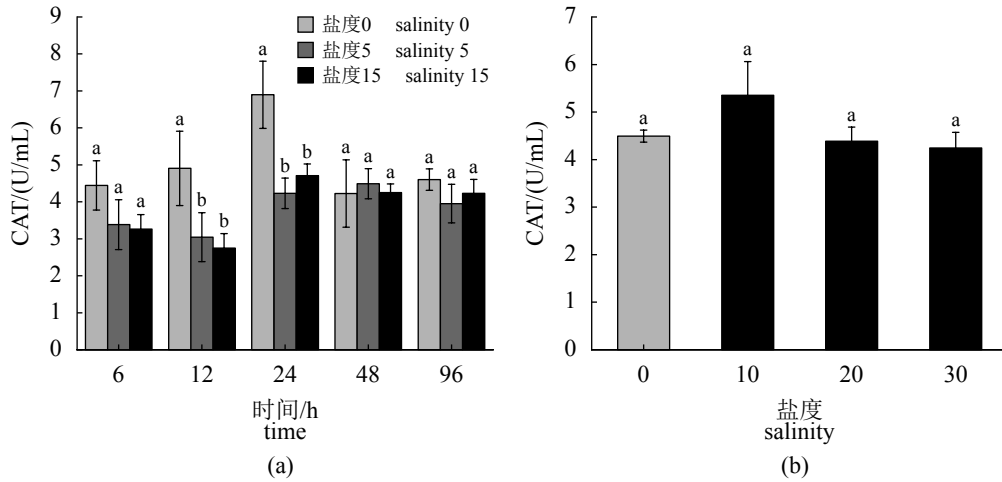 CAT/(U/mL)
9
8
7
6
5
4
3
2
1
0
盐度0 salinity 0
盐度5 salinity 5
盐度15 salinity 15
a
a
a
a
b
b
a
b
b
a
a
a
a
a
a
6 12 24 48 96
时间/h
time
(a)
CAT/(U/mL)
7
6
5
4
3
2
1
0
a
a
a
a
0 10 20 30
盐度
salinity
(b)